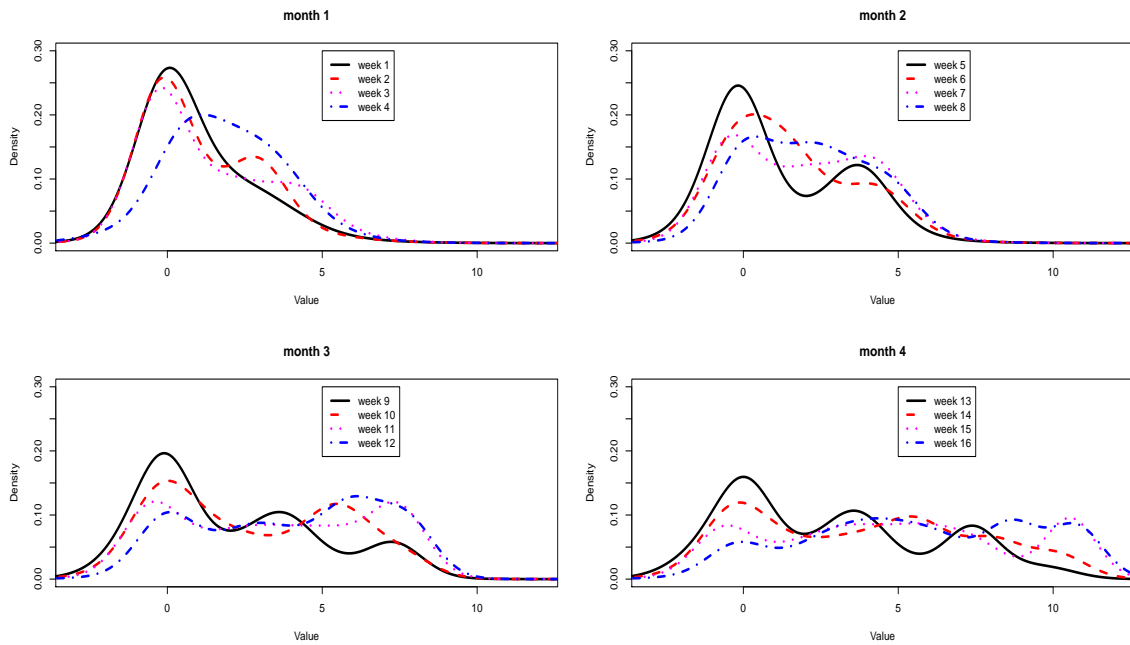 month 1
Density
0.30
0.20
0.10
0.00
week 1
week 2
week 3
week 4
0 5 10
Value
month 2
Density
0.30
0.20
0.10
0.00
week 5
week 6
week 7
week 8
0 5 10
Value
month 3
Density
0.30
0.20
0.10
0.00
week 9
week 10
week 11
week 12
0 5 10
Value
month 4
Density
0.30
0.20
0.10
0.00
week 13
week 14
week 15
week 16
0 5 10
Value